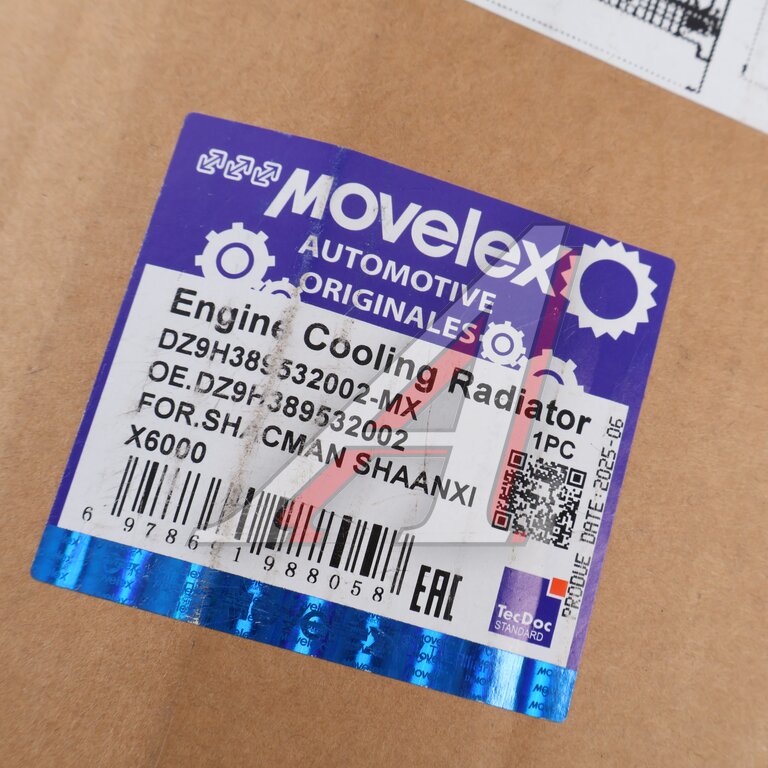 Movelex
AUTOMOTIVE
ORIGINALES
Engine Cooling Radiator
DZ9H389532002-MX
1PC
OE.DZ9H389532002
FOR.SHACMAN SHAANXI
X6000
6 978611 988058
EAC
TecDoc
STANDARD
PRODUE DATE:2025-06